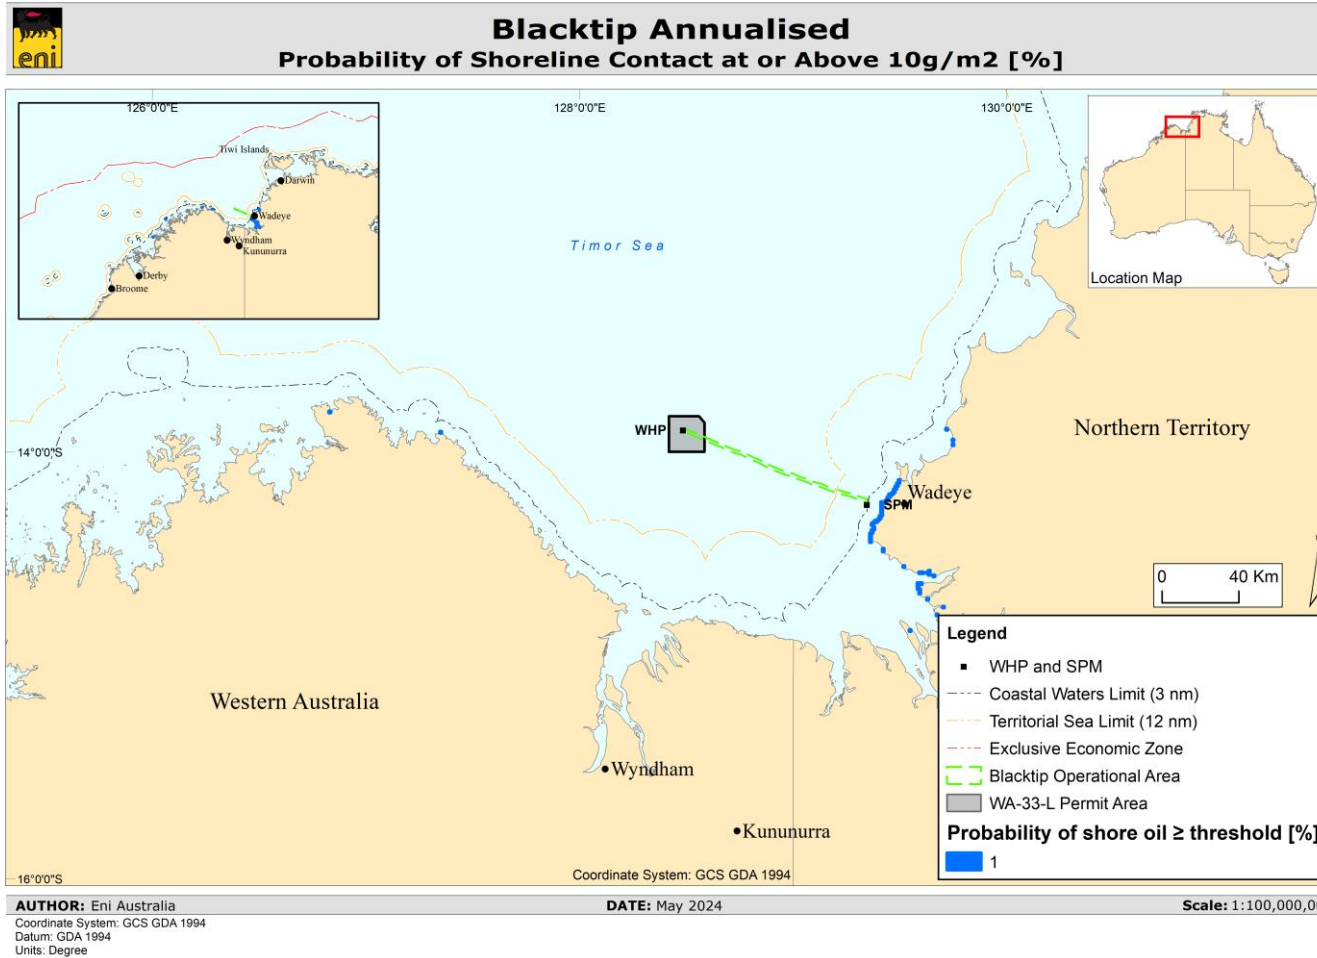 eni
Blacktip Annualised
Probability of Shoreline Contact at or Above 10g/m2 [%]
126°0'0"E
128°0'0"E
130°0'0"E
Tiwi Islands
Darwin
Wadeye
Wyndham
Kununurra
Derby
Broome
Timor Sea
Location Map
WHP
14°0'0"S
Northern Territory
Wadeye
SPM
0 40 Km
Western Australia
Wyndham
Kununurra
Legend
WHP and SPM
Coastal Waters Limit (3 nm)
Territorial Sea Limit (12 nm)
Exclusive Economic Zone
Blacktip Operational Area
WA-33-L Permit Area
Probability of shore oil ≥ threshold [%]
1
16°0'0"S
Coordinate System: GCS GDA 1994
AUTHOR: Eni Australia
DATE: May 2024
Scale: 1:100,000,0
Coordinate System: GCS GDA 1994
Datum: GDA 1994
Units: Degree